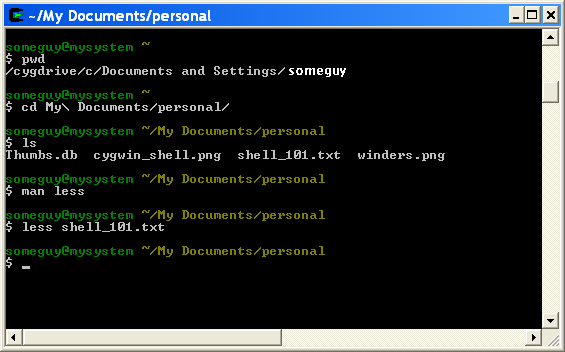 ~/My Documents/personal
someguy@mysystem ~
$ pwd
/cygdrive/c/Documents and Settings/someguy
someguy@mysystem ~
$ cd My\ Documents/personal/
someguy@mysystem ~/My Documents/personal
$ ls
Thumbs.db  cygwin_shell.png  shell_101.txt  winders.png
someguy@mysystem ~/My Documents/personal
$ man less
someguy@mysystem ~/My Documents/personal
$ less shell_101.txt
someguy@mysystem ~/My Documents/personal
$ _